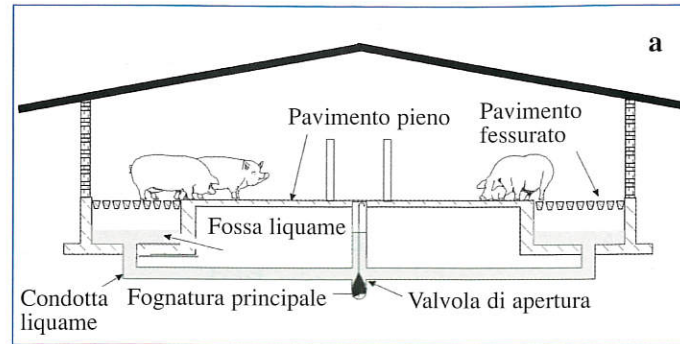 a
Pavimento pieno
Pavimento
fessurato
Fossa liquame
Condotta
liquame
Fognatura principale
Valvola di apertura